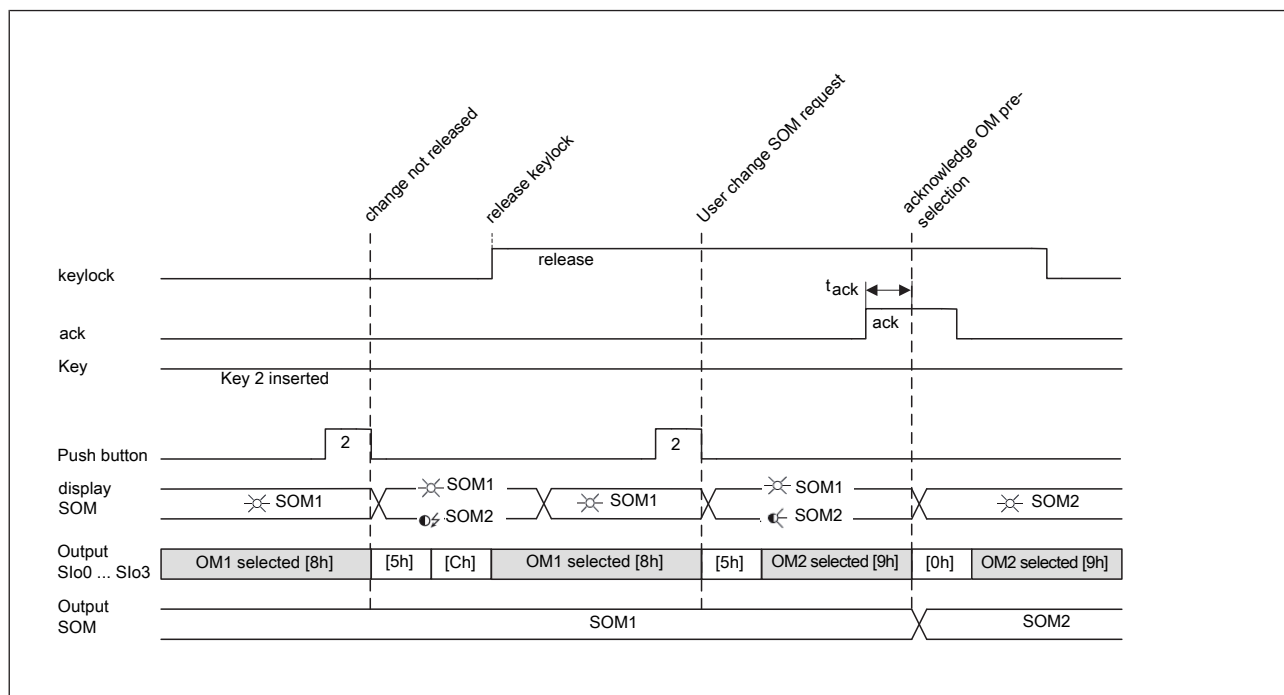 change not released
release keylock
User change SOM request
acknowledge OM pre-
selection
keylock
release
tack
ack
ack
Key
Key 2 inserted
Push button
2
2
display
SOM
SOM1
SOM1
SOM2
SOM1
SOM1
SOM2
SOM2
Output
SIo0 ... SIo3
OM1 selected [8h]
[5h]
[Ch]
OM1 selected [8h]
[5h]
OM2 selected [9h]
[0h]
OM2 selected [9h]
Output
SOM
SOM1
SOM2